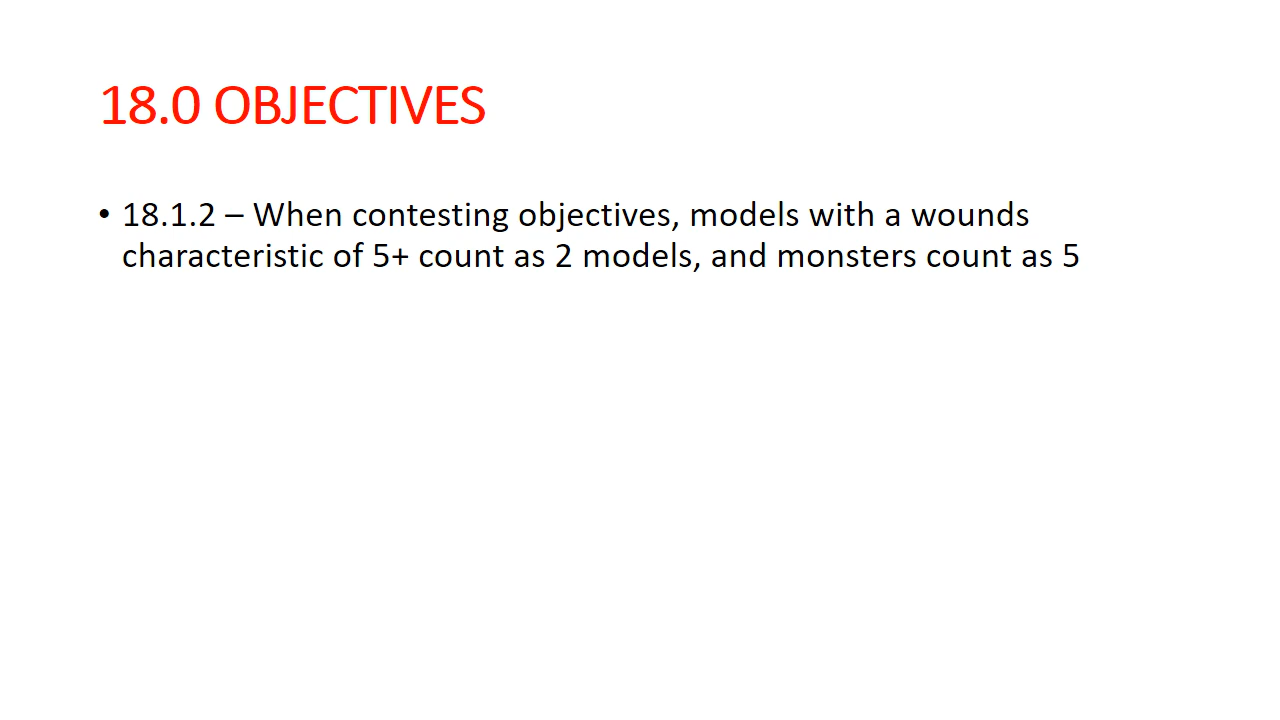 18.0 OBJECTIVES
• 18.1.2 – When contesting objectives, models with a wounds
characteristic of 5+ count as 2 models, and monsters count as 5